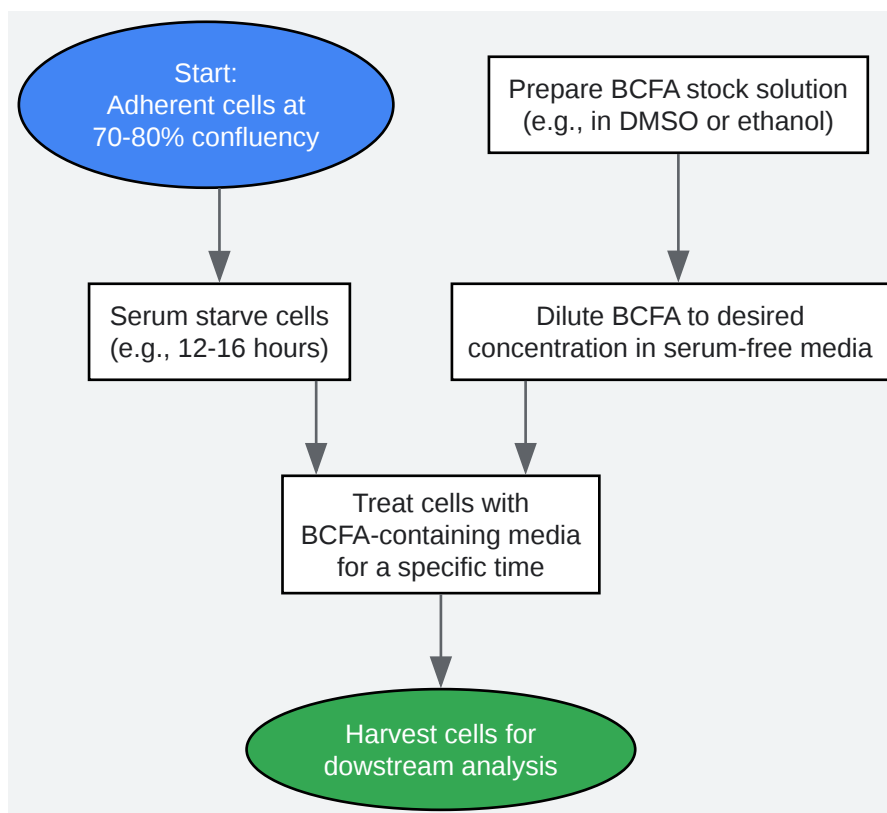 Start:
Adherent cells at
70-80% confluency
Prepare BCFA stock solution
(e.g., in DMSO or ethanol)
Serum starve cells
(e.g., 12-16 hours)
Dilute BCFA to desired
concentration in serum-free media
Treat cells with
BCFA-containing media
for a specific time
Harvest cells for
dowstream analysis